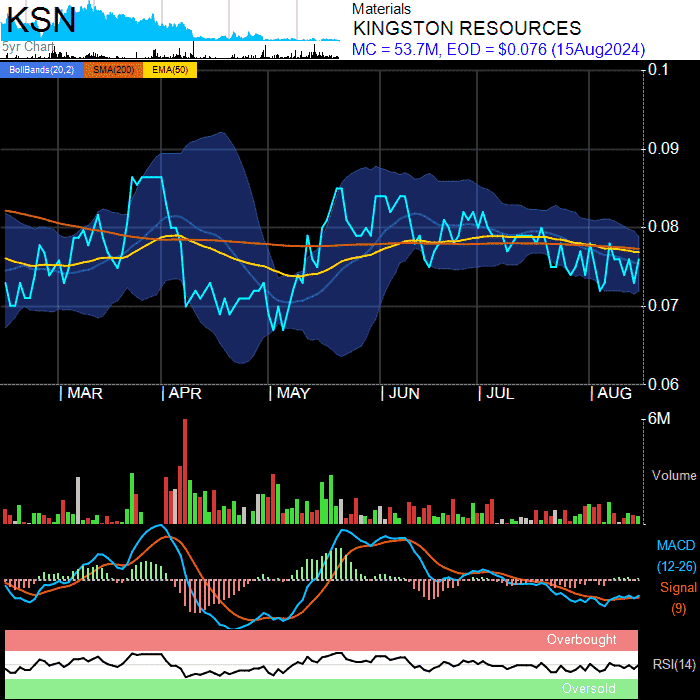 KSN
5yr Chart
Materials
KINGSTON RESOURCES
MC = 53.7M, EOD = $0.076 (15Aug2024)
BollBands(20,2) SMA(200) EMA(50)
0.1
0.09
0.08
0.07
0.06
| MAR | APR | MAY | JUN | JUL | AUG
6M
Volume
MACD
(12-26)
Signal
(9)
Overbought
RSI(14)
Oversold